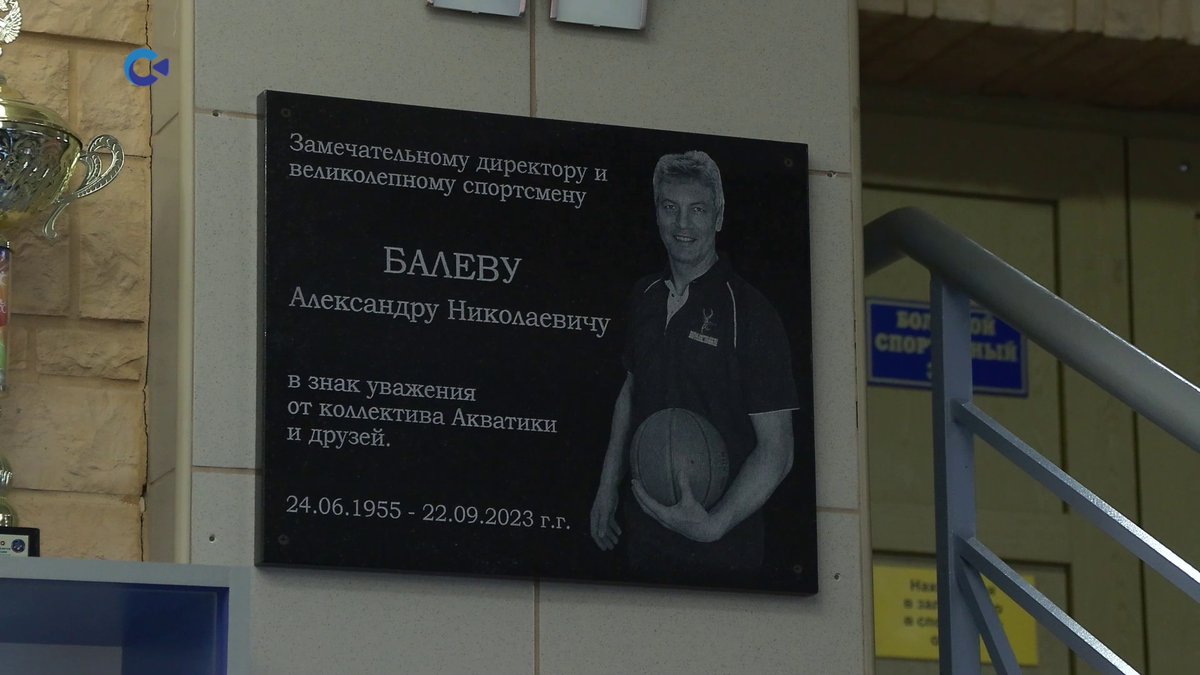 Замечательному директору и
великолепному спортсмену
БАЛЕВУ
Александру Николаевичу
в знак уважения
от коллектива Акватики
и друзей.
24.06.1955 - 22.09.2023 г.г.